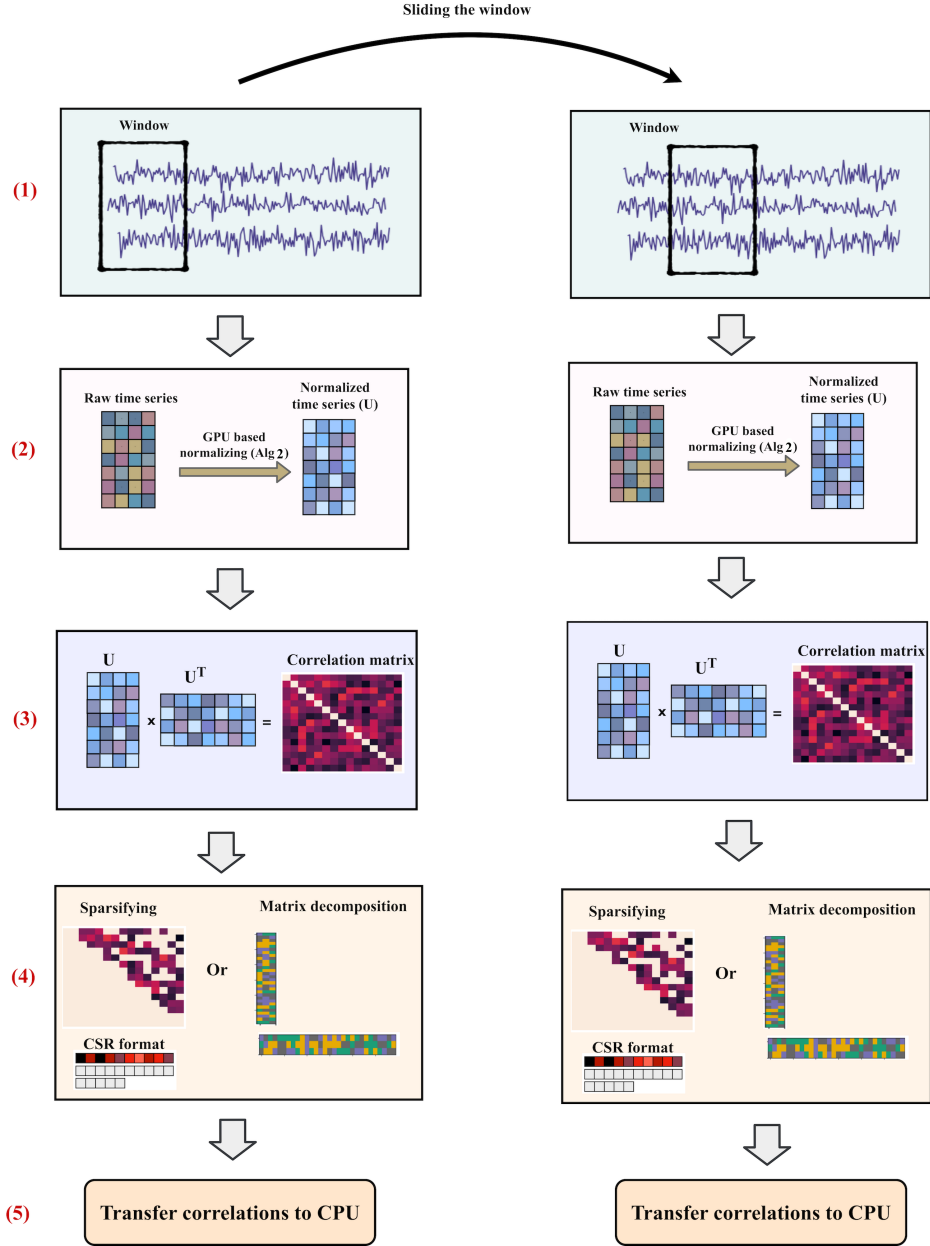 Sliding the window
Window
Window
(1)
Raw time series
Normalized
time series (U)
GPU based
normalizing (Alg 2)
Raw time series
Normalized
time series (U)
GPU based
normalizing (Alg 2)
(2)
U
x
U^T
=
Correlation matrix
U
x
U^T
=
Correlation matrix
(3)
Sparsifying
Or
Matrix decomposition
CSR format
Sparsifying
Or
Matrix decomposition
CSR format
(4)
(5)
Transfer correlations to CPU
Transfer correlations to CPU